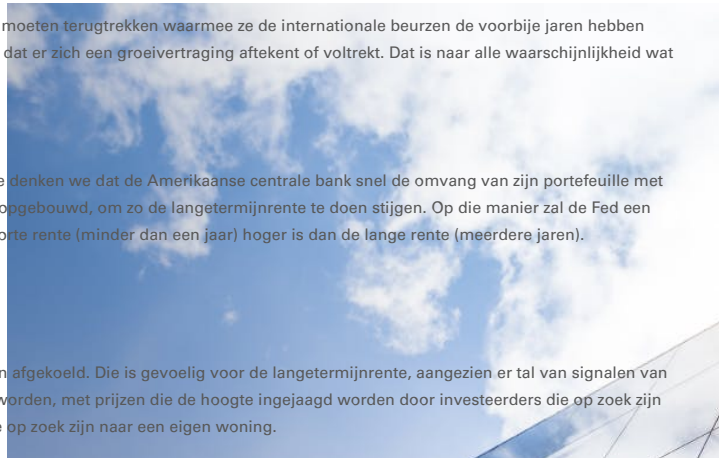 moeten terugtrekken waarmee ze de internationale beurzen de voorbije jaren hebben
dat er zich een groeivertraging aftekent of voltrekt. Dat is naar alle waarschijnlijkheid wat
denken we dat de Amerikaanse centrale bank snel de omvang van zijn portefeuille met
opgebouwd, om zo de langetermijnrente te doen stijgen. Op die manier zal de Fed een
orte rente (minder dan een jaar) hoger is dan de lange rente (meerdere jaren).
n afgekoeld. Die is gevoelig voor de langetermijnrente, aangezien er tal van signalen van
worden, met prijzen die de hoogte ingejaagd worden door investeerders die op zoek zijn
e op zoek zijn naar een eigen woning.